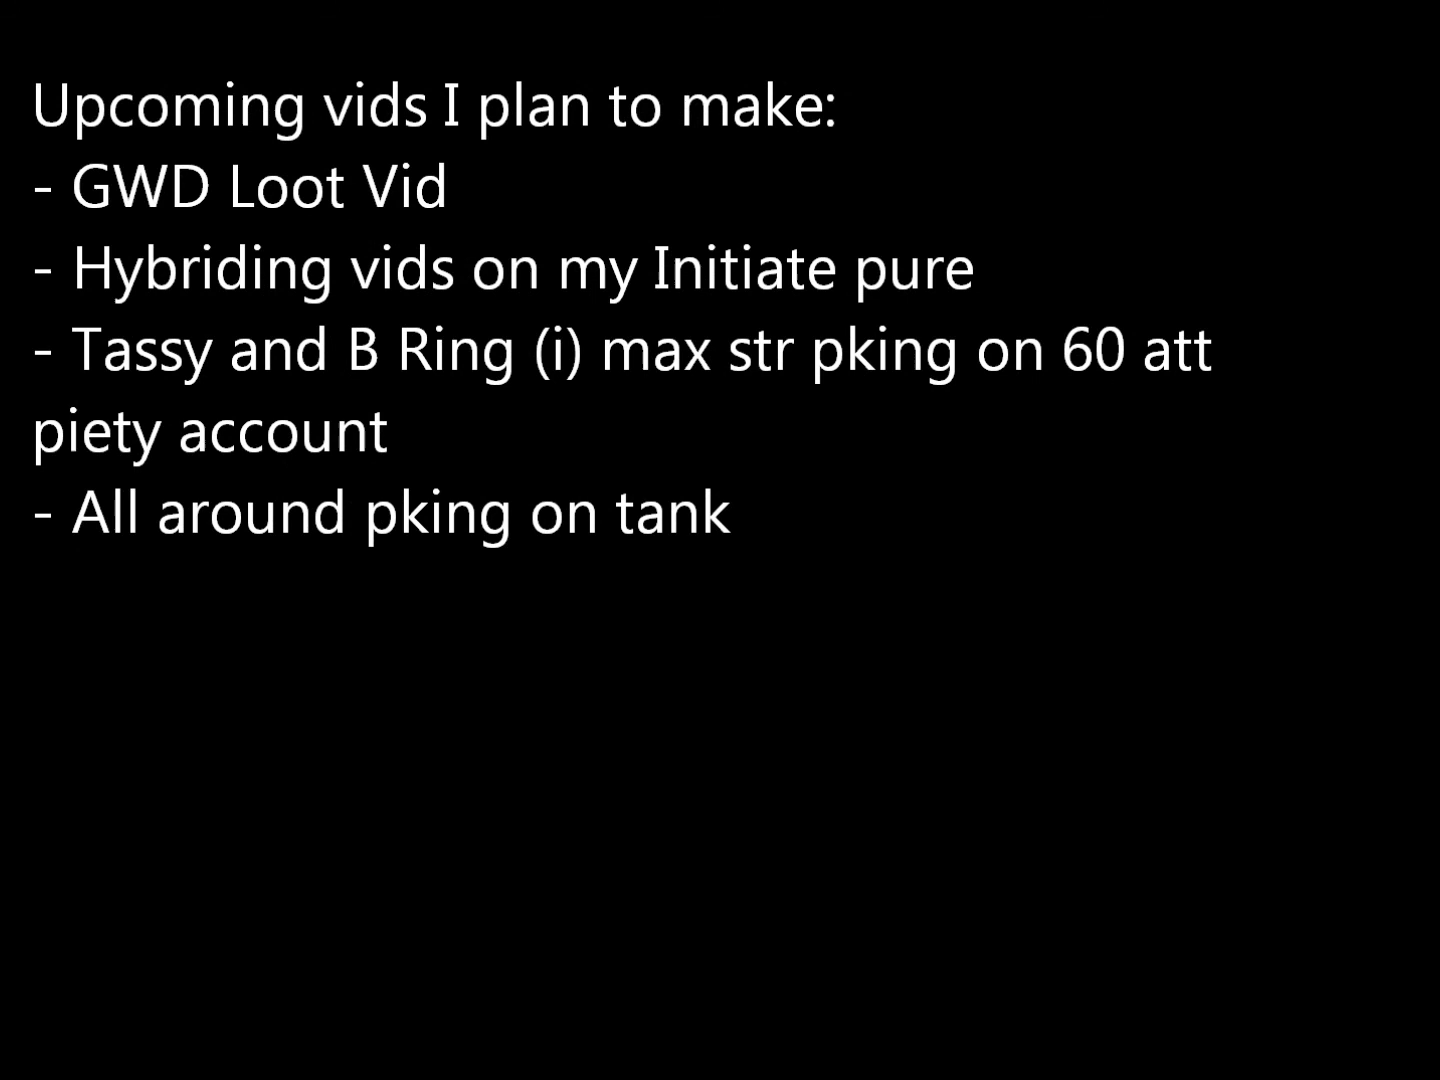 Upcoming vids I plan to make:
- GWD Loot Vid
- Hybriding vids on my Initiate pure
- Tassy and B Ring (i) max str pking on 60 att
piety account
- All around pking on tank